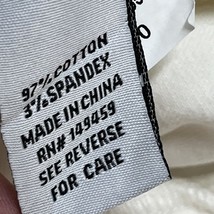 97% COTTON
3% SPANDEX
MADE IN CHINA
RN# 149459
SEE REVERSE
FOR CARE